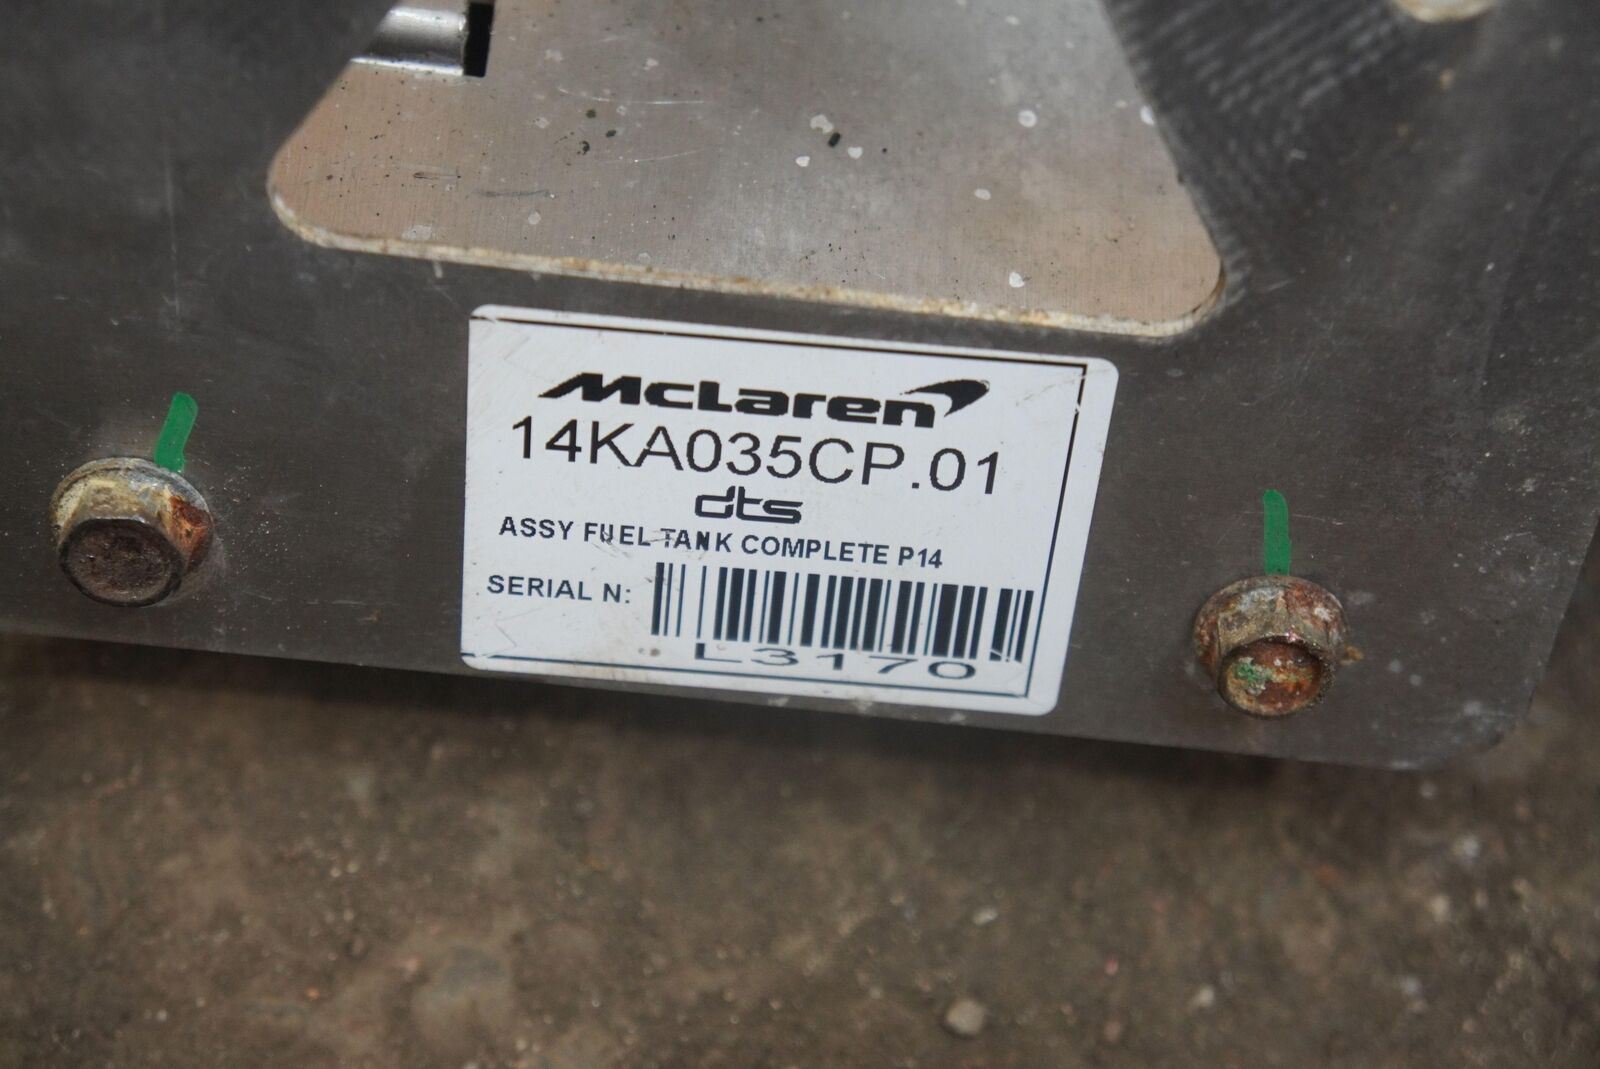 McLaren
14KA035CP.01
dts
ASSY FUEL TANK COMPLETE P14
SERIAL N:
L3170